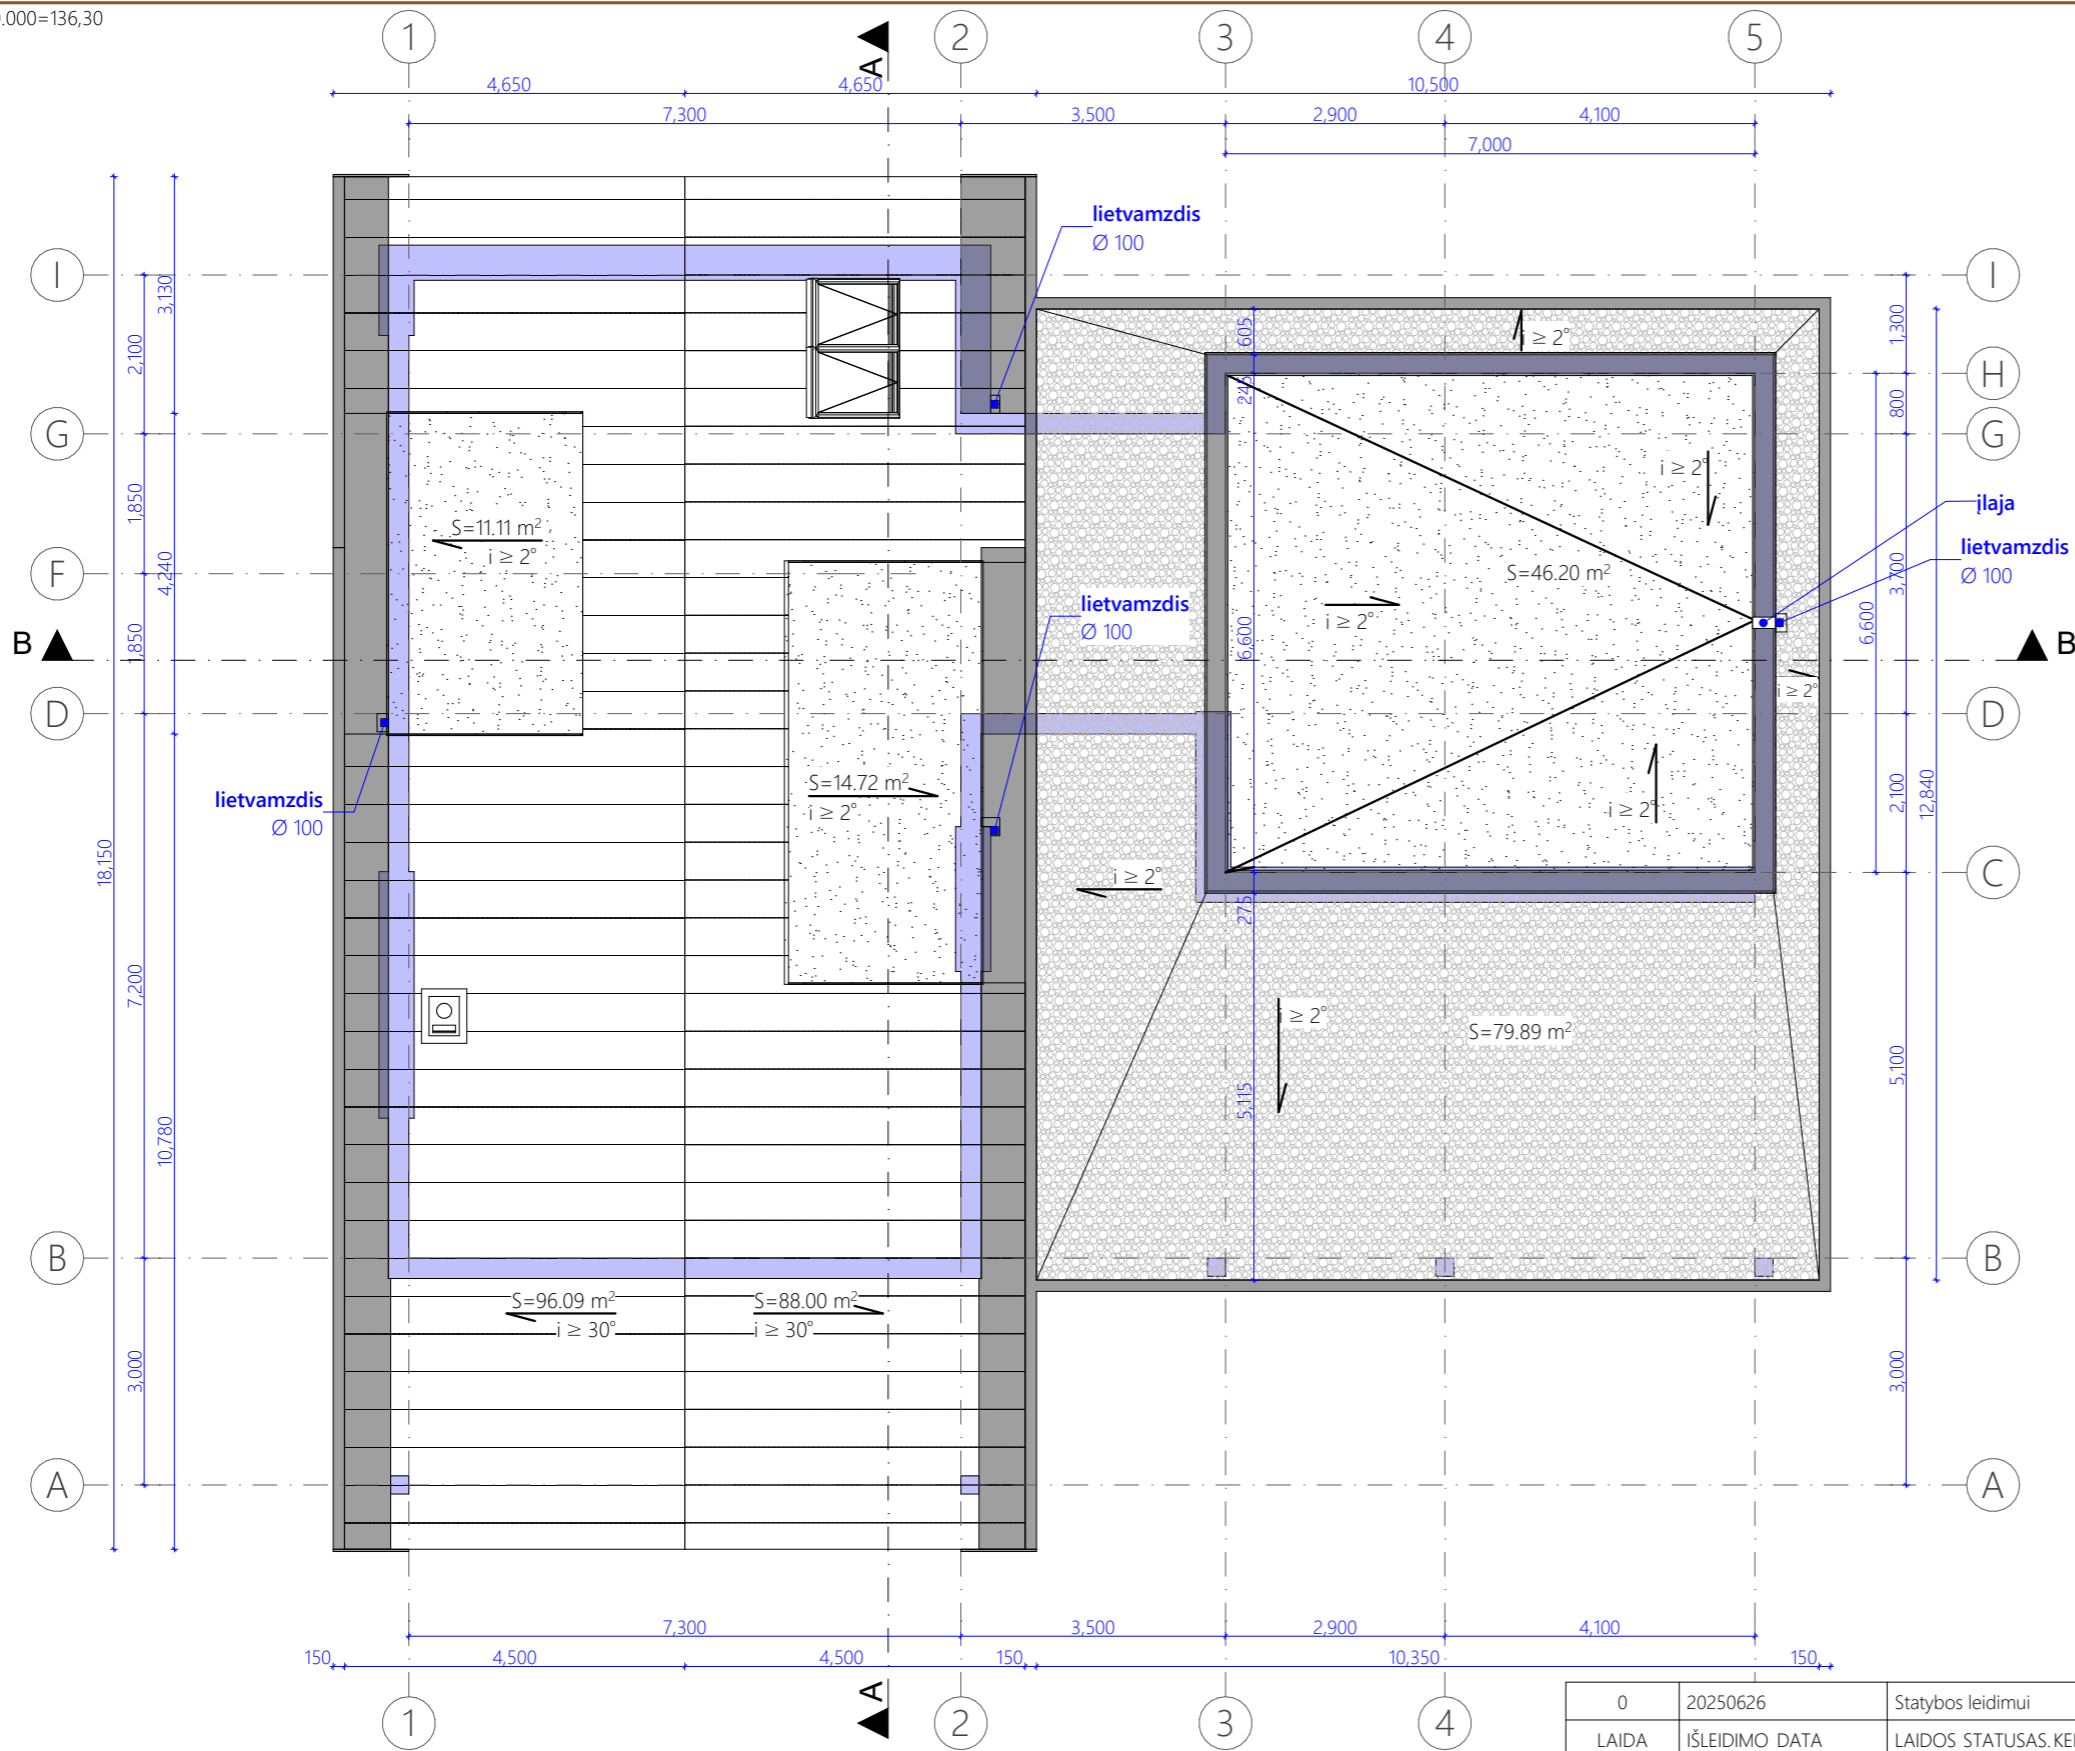 .000=136,30
1
2
3
4
5
A
4,650
4,650
10,500
7,300
3,500
2,900
4,100
7,000
lietvamzdis
Ø 100
I
I
3,130
2,100
605
i ≥ 2°
1,300
H
245
800
G
G
i ≥ 2°
1,850
įlaja
S=11.11 m²
i ≥ 2°
lietvamzdis
Ø 100
F
4,240
S=46.20 m²
3,700
lietvamzdis
Ø 100
i ≥ 2°
B
1,850
6,600
6,600
B
i ≥ 2°
D
D
S=14.72 m²
i ≥ 2°
lietvamzdis
Ø 100
i ≥ 2°
2,100
12,840
18,150
i ≥ 2°
C
275
7,200
i ≥ 2°
S=79.89 m²
10,780
5,115
5,100
B
B
S=96.09 m²
i ≥ 30°
S=88.00 m²
i ≥ 30°
3,000
3,000
A
A
7,300
3,500
2,900
4,100
150
4,500
4,500
150
10,350
150
A
1
2
3
4
0 20250626 Statybos leidimui
LAIDA IŠLEIDIMO DATA LAIDOS STATUSAS. KEI